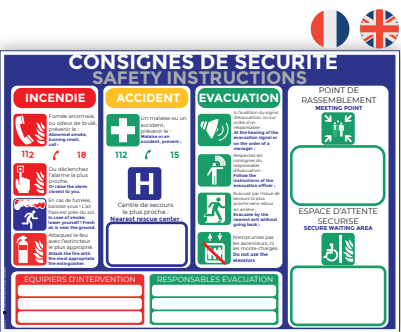 CONSIGNES DE SECURITE
SAFETY INSTRUCTIONS
INCENDIE
Fumée anormale,
ou odeur de brulé,
prévenir le :
Abnormal smoke,
burning smell,
call :
112 18
Ou déclenchez
l'alarme la plus
proche.
Or raise the alarm
closest to you.
En cas de fumées,
baissez-vous ! L'air
frais est près du sol.
In case of smoke,
lower yourself ! Fresh
air is near the ground.
Attaquez le feu
avec l'extincteur
le plus approprié.
Attack the fire with
the most appropriate
fire extinguisher.
ACCIDENT
Un malaise ou un
accident,
prévenir le :
Malaise or an
accident, prevent :
112 15
H
Centre de secours
le plus proche :
Nearest rescue center :
EVACUATION
A l'audition du signal
d'évacuation, ou sur
ordre d'un
responsable :
At the hearing of the
evacuation signal or
on the order of a
manager :
Respectez les
consignes du
responsable
d'évacuation ;
Follow the
instructions of the
evacuation officer ;
Evacuez par l'issue de
secours la plus
proche sans retour
en arrière ;
Evacuate by the
nearest exit without
going back ;
N'empruntez pas
les ascenceurs, ni
les monte-charges.
Do not use the
elevators
POINT DE
RASSEMBLEMENT
MEETING POINT
ESPACE D'ATTENTE
SECURISE
SECURE WAITING AREA
EQUIPIERS D'INTERVENTION
RESPONSABLES EVACUATION